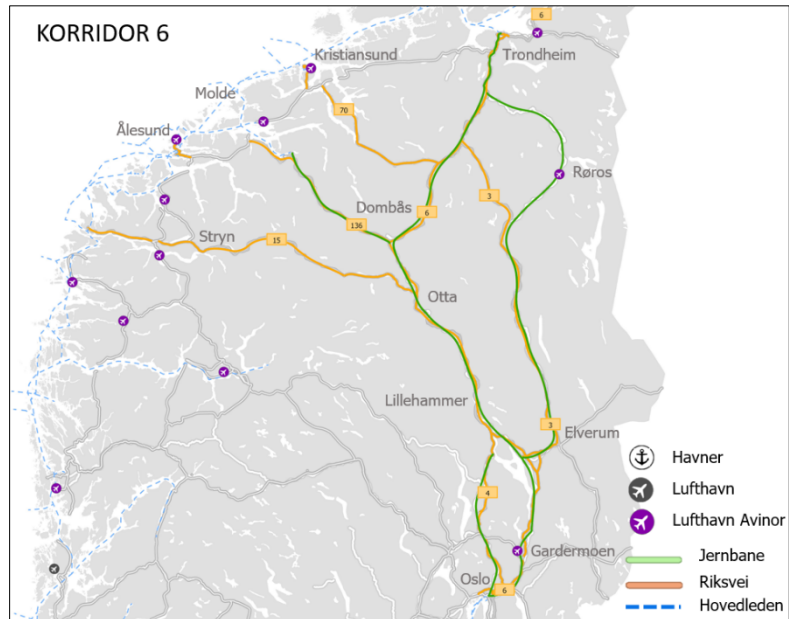 KORRIDOR 6
6
Trondheim
Kristiansund
Molde
70
Ålesund
Røros
3
Dombås
6
136
Stryn
15
Otta
Lillehammer
3
Elverum
4
Gardermoen
Oslo
6
Havner
Lufthavn
Lufthavn Avinor
Jernbane
Riksvei
Hovedleden